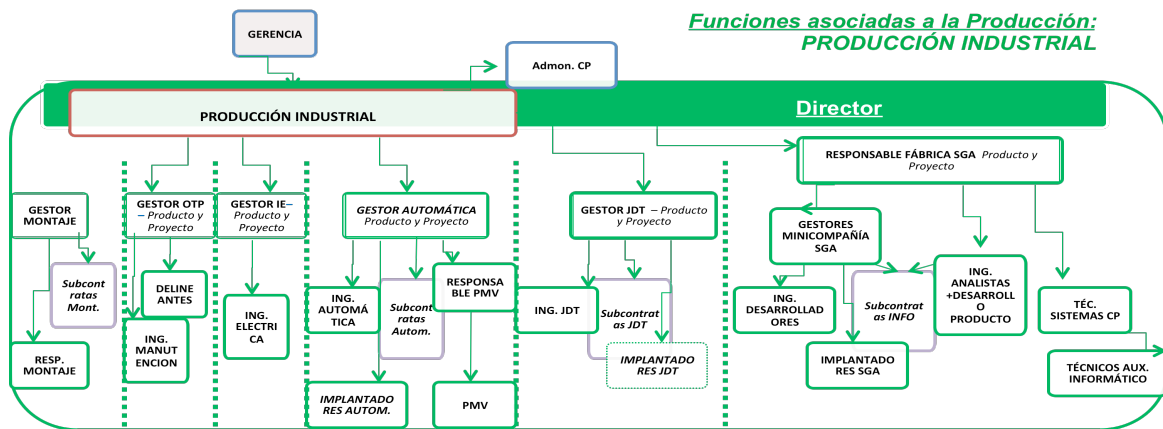 Funciones asociadas a la Producción:
PRODUCCIÓN INDUSTRIAL
GERENCIA
Admon. CP
PRODUCCIÓN INDUSTRIAL
Director
RESPONSABLE FÁBRICA SGA Producto y
Proyecto
GESTOR
MONTAJE
GESTOR OTP
– Producto y
Proyecto
GESTOR IE–
Producto y
Proyecto
GESTOR AUTOMÁTICA
Producto y Proyecto
GESTOR JDT – Producto
y Proyecto
GESTORES
MINICOMPAÑÍA
SGA
Subcont
ratas
Mont.
DELINE
ANTES
ING.
ELECTRI
CA
ING.
AUTOMÁ
TICA
Subcont
ratas
Autom.
RESPONSA
BLE PMV
ING. JDT
Subcontrat
as JDT
ING.
DESARROLLAD
ORES
Subcontrat
as INFO
ING.
ANALISTAS
+DESARROLL
O
PRODUCTO
TÉC.
SISTEMAS CP
RESP.
MONTAJE
ING.
MANUT
ENCION
IMPLANTADO
RES AUTOM.
PMV
IMPLANTADO
RES JDT
IMPLANTADO
RES SGA
TÉCNICOS AUX.
INFORMÁTICO